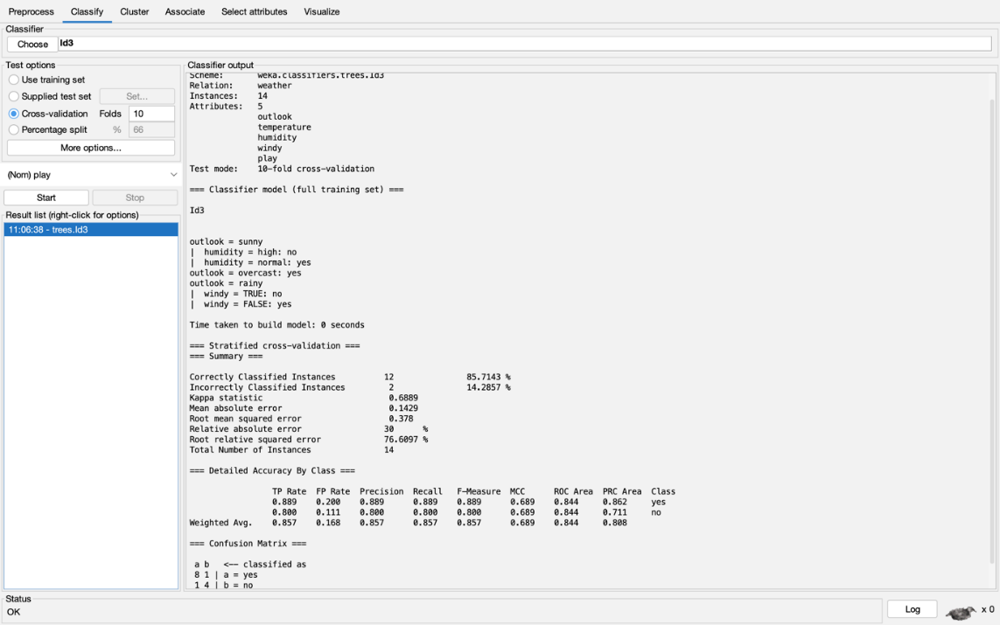 Preprocess Classify Cluster Associate Select attributes Visualize
Classifier
Choose Id3
Test options
Use training set
Supplied test set Set...
Cross-validation Folds 10
Percentage split % 66
More options...
(Nom) play
Start Stop
Result list (right-click for options)
11:06:38 - trees.Id3
Classifier output
Scheme: weka.classifiers.trees.Id3
Relation: weather
Instances: 14
Attributes: 5
outlook
temperature
humidity
windy
play
Test mode: 10-fold cross-validation
=== Classifier model (full training set) ===
Id3
outlook = sunny
| humidity = high: no
| humidity = normal: yes
outlook = overcast: yes
outlook = rainy
| windy = TRUE: no
| windy = FALSE: yes
Time taken to build model: 0 seconds
=== Stratified cross-validation ===
=== Summary ===
Correctly Classified Instances 12 85.7143 %
Incorrectly Classified Instances 2 14.2857 %
Kappa statistic 0.6889
Mean absolute error 0.1429
Root mean squared error 0.378
Relative absolute error 30 %
Root relative squared error 76.6097 %
Total Number of Instances 14
=== Detailed Accuracy By Class ===
TP Rate FP Rate Precision Recall F-Measure MCC ROC Area PRC Area Class
0.889 0.200 0.889 0.889 0.889 0.689 0.844 0.862 yes
0.800 0.111 0.800 0.800 0.800 0.689 0.844 0.711 no
Weighted Avg. 0.857 0.168 0.857 0.857 0.857 0.689 0.844 0.808
=== Confusion Matrix ===
a b <-- classified as
8 1 | a = yes
1 4 | b = no
Status
OK
Log
x 0